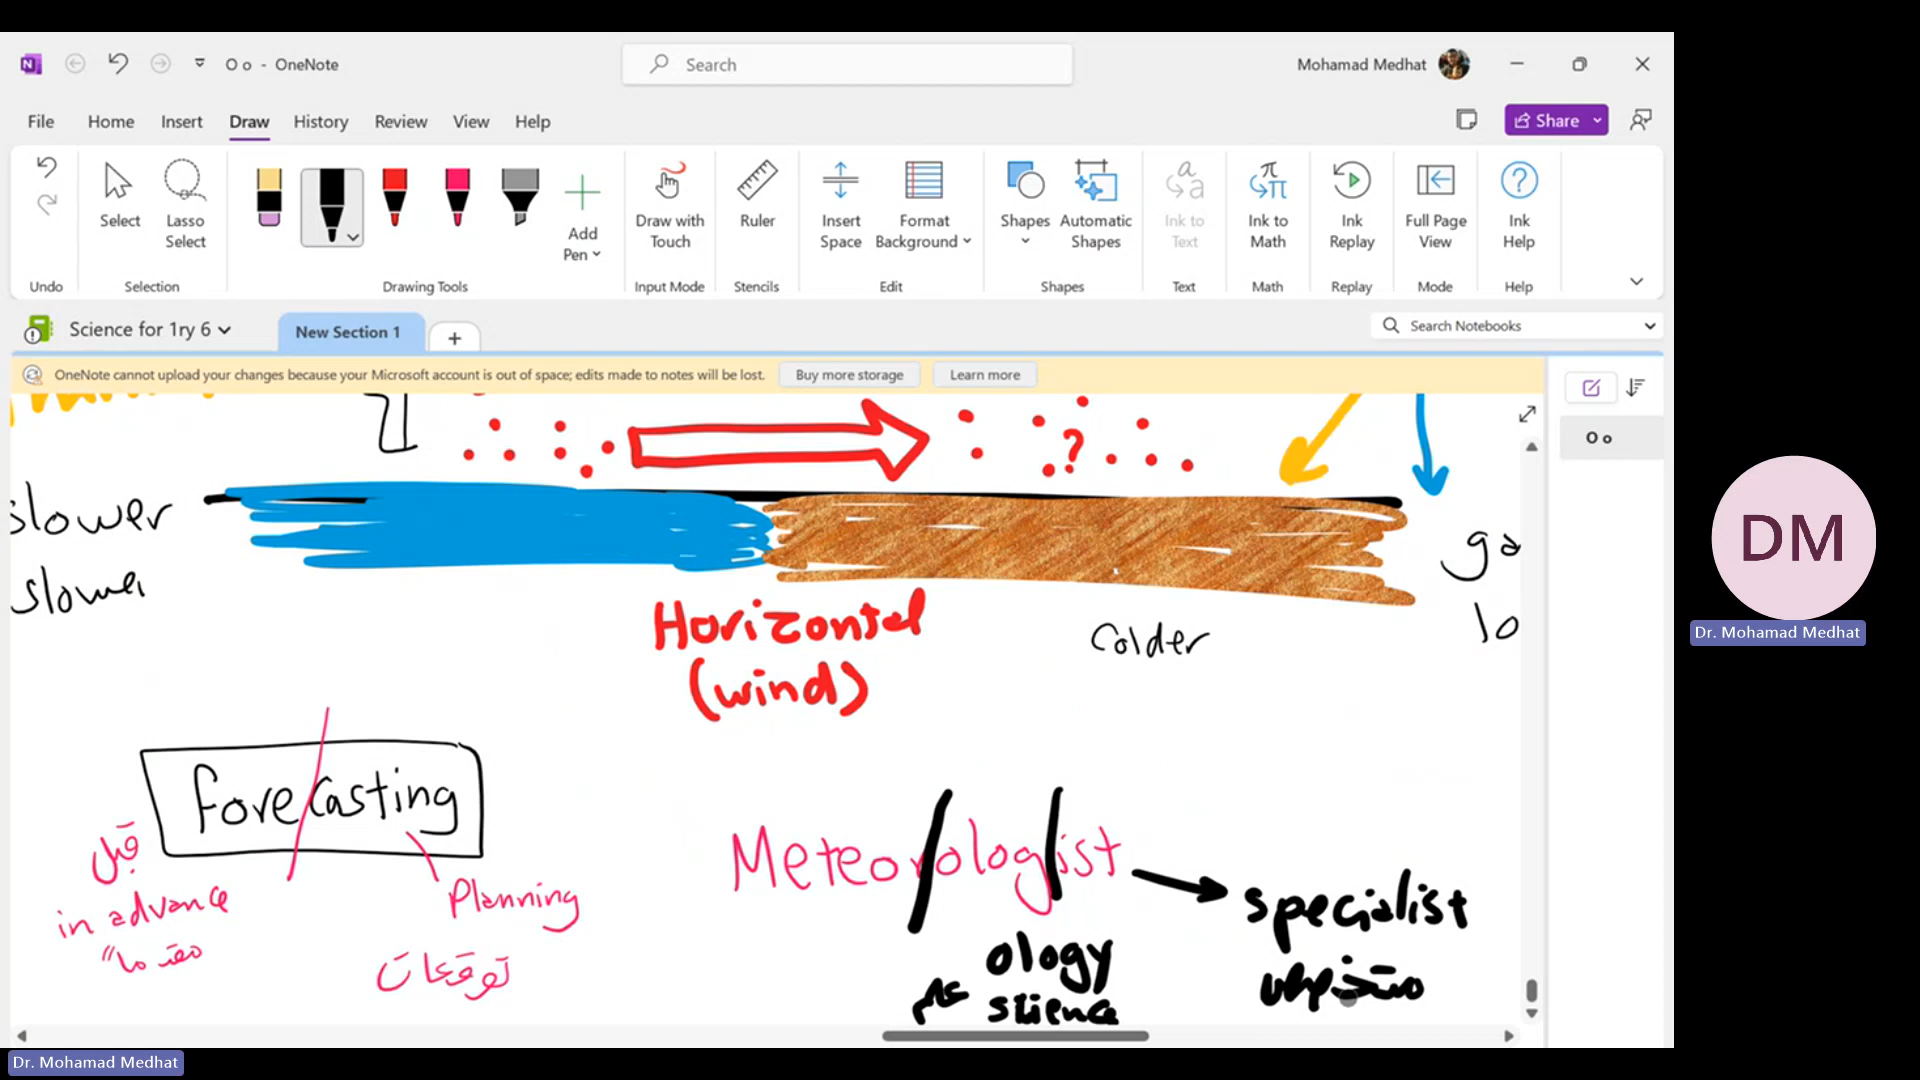 O o - OneNote
Search
Mohamad Medhat
File Home Insert Draw History Review View Help
Share
Select
Lasso Select
Add Pen
Draw with Touch
Ruler
Insert Space
Format Background
Shapes
Automatic Shapes
Ink to Text
Ink to Math
Ink Replay
Full Page View
Ink Help
Undo Selection Drawing Tools Input Mode Stencils Edit Shapes Text Math Replay Mode Help
Science for 1ry 6
New Section 1
Search Notebooks
OneNote cannot upload your changes because your Microsoft account is out of space; edits made to notes will be lost.
Buy more storage
Learn more
O o
?
slower
slower
ga
lo
Horizontal
(wind)
Colder
forecasting
قبل
in advance
مقدما"
Planning
توقعات
Meteorologist
specialist
متخصص
ology
science
علم
DM
Dr. Mohamad Medhat
Dr. Mohamad Medhat